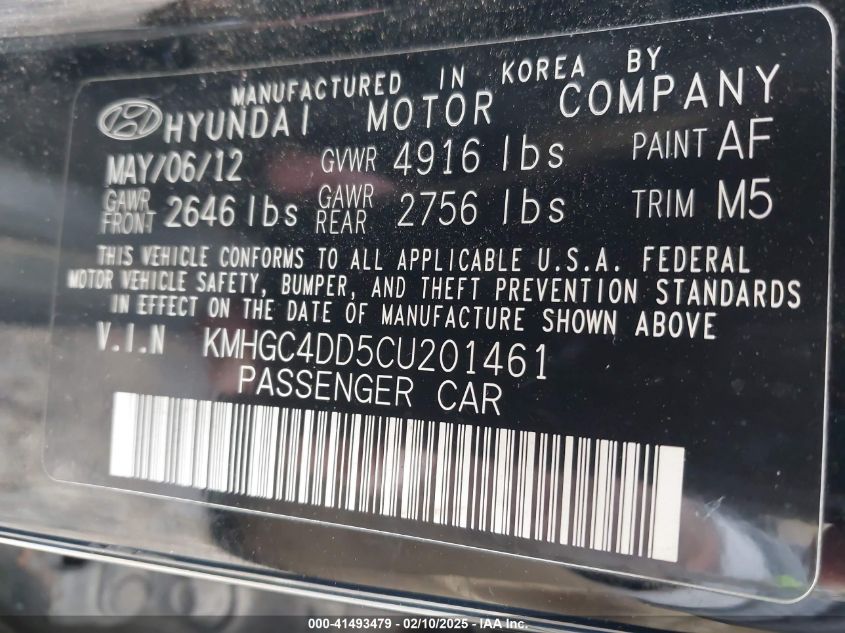 MANUFACTURED IN KOREA BY
HYUNDAI MOTOR COMPANY
MAY/06/12 GVWR 4916 lbs PAINT AF
GAWR FRONT 2646 lbs GAWR REAR 2756 lbs TRIM M5
THIS VEHICLE CONFORMS TO ALL APPLICABLE U.S.A. FEDERAL
MOTOR VEHICLE SAFETY, BUMPER, AND THEFT PREVENTION STANDARDS
IN EFFECT ON THE DATE OF MANUFACTURE SHOWN ABOVE
V.I.N KMHGC4DD5CU201461
PASSENGER CAR
000-41493479 - 02/10/2025 - IAA Inc.